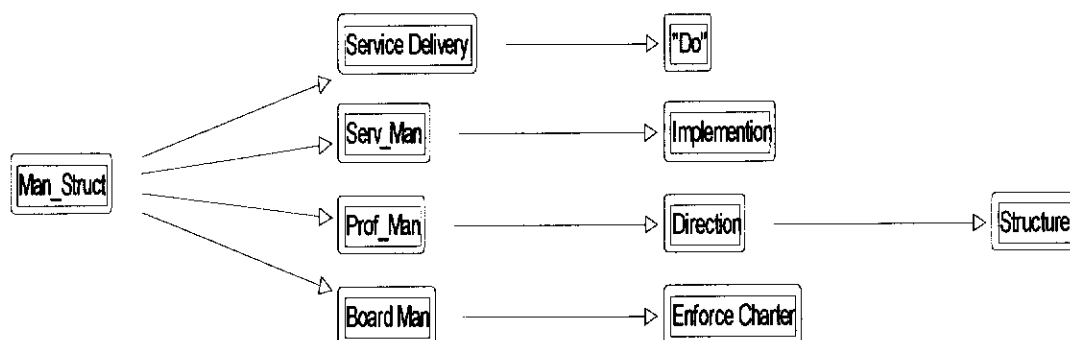 Service Delivery
"Do"
Serv_Man
Implemention
Man_Struct
Prof_Man
Direction
Structure
Board Man
Enforce Charter